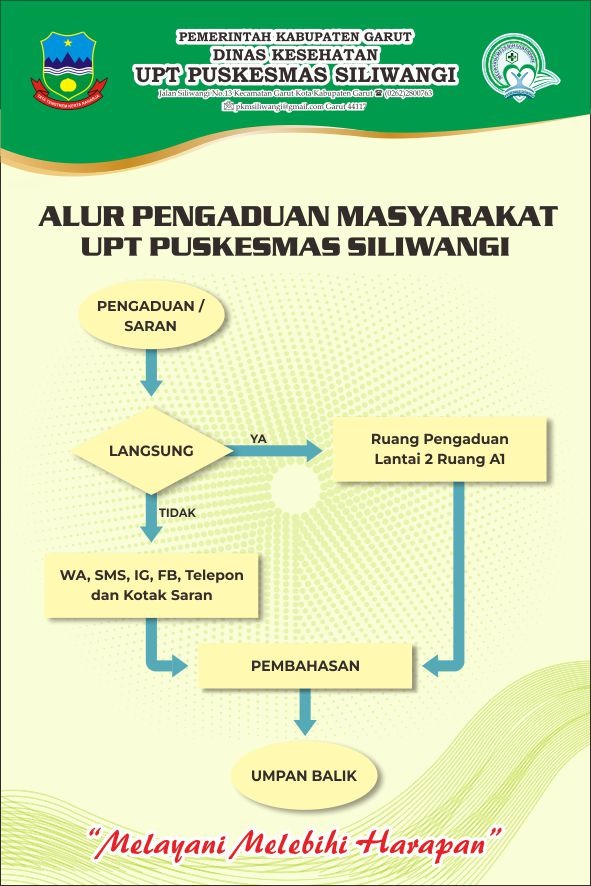 PEMERINTAH KABUPATEN GARUT
DINAS KESEHATAN
UPT PUSKESMAS SILIWANGI
Jalan Siliwangi No.13 Kecamatan Garut Kota Kabupaten Garut ☎ (0262)2800763
✉ pkmsiliwangi@gmail.com Garut 44117
ALUR PENGADUAN MASYARAKAT
UPT PUSKESMAS SILIWANGI
PENGADUAN /
SARAN
LANGSUNG
YA
Ruang Pengaduan
Lantai 2 Ruang A1
TIDAK
WA, SMS, IG, FB, Telepon
dan Kotak Saran
PEMBAHASAN
UMPAN BALIK
“Melayani Melebihi Harapan”